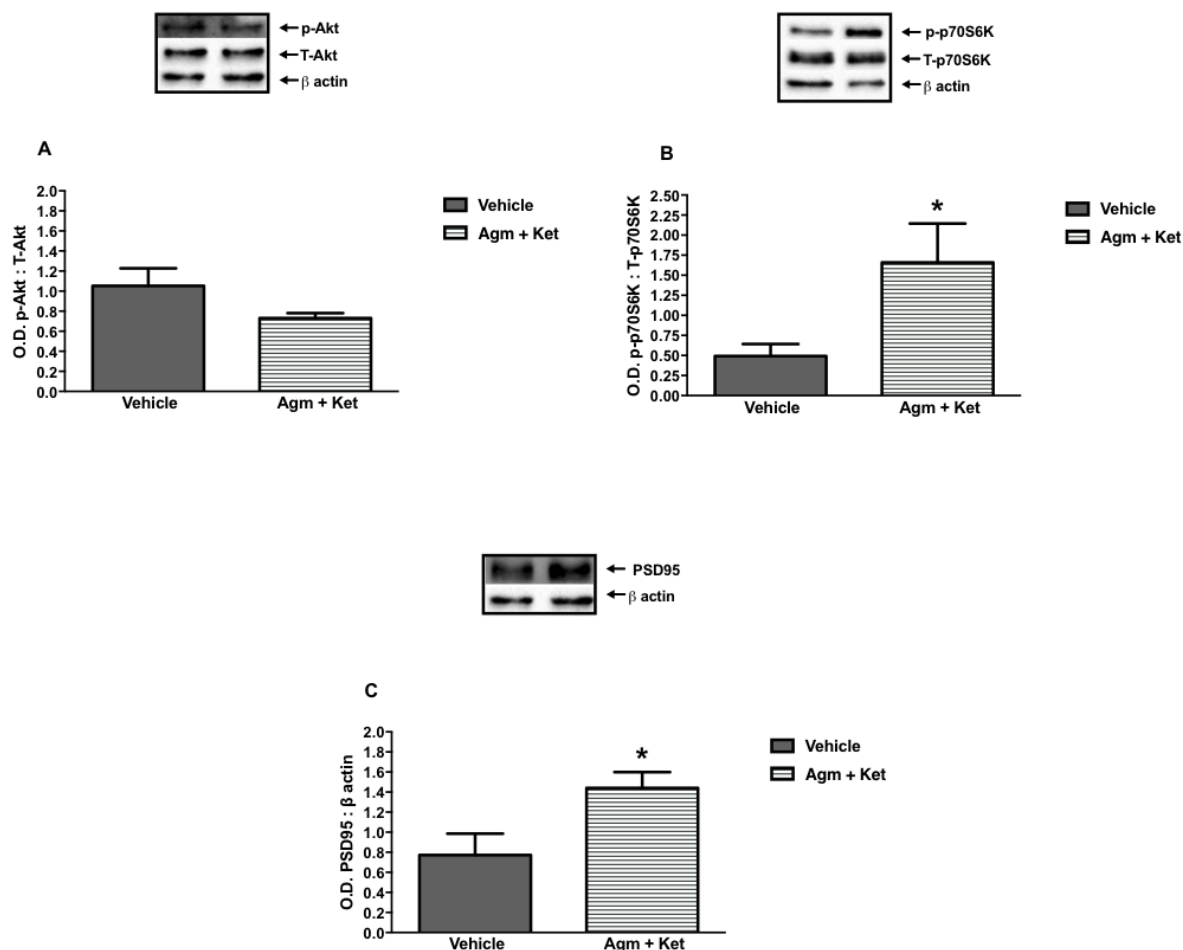 p-Akt
T-Akt
β actin
p-p70S6K
T-p70S6K
β actin
A
O.D. p-Akt : T-Akt
2.0
1.8
1.6
1.4
1.2
1.0
0.8
0.6
0.4
0.2
0.0
Vehicle
Agm + Ket
Vehicle
Agm + Ket
B
O.D. p-p70S6K : T-p70S6K
2.50
2.25
2.00
1.75
1.50
1.25
1.00
0.75
0.50
0.25
0.00
*
Vehicle
Agm + Ket
Vehicle
Agm + Ket
PSD95
β actin
C
O.D. PSD95 : β actin
2.0
1.8
1.6
1.4
1.2
1.0
0.8
0.6
0.4
0.2
0.0
*
Vehicle
Agm + Ket
Vehicle
Agm + Ket